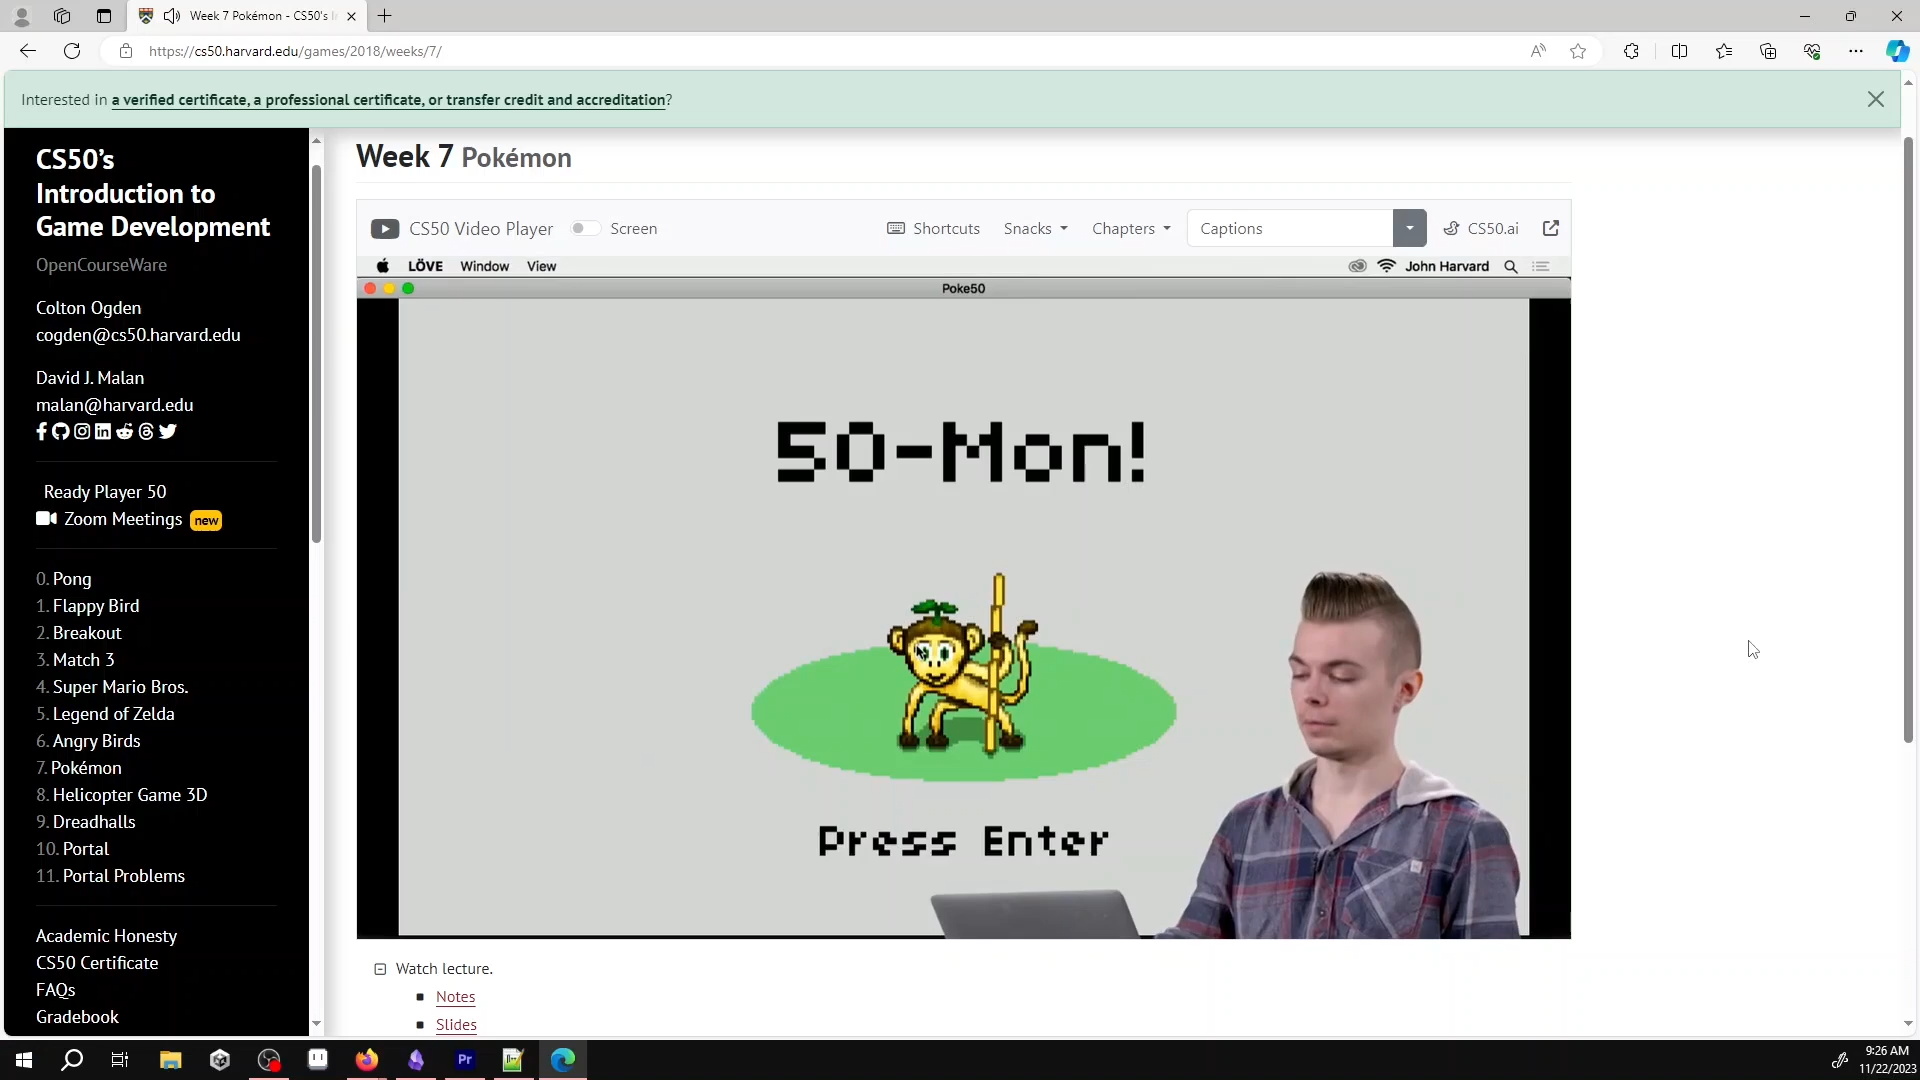 Week 7 Pokémon - CS50's I
https://cs50.harvard.edu/games/2018/weeks/7/
Interested in a verified certificate, a professional certificate, or transfer credit and accreditation?
CS50's
Introduction to
Game Development
OpenCourseWare
Colton Ogden
cogden@cs50.harvard.edu
David J. Malan
malan@harvard.edu
Ready Player 50
Zoom Meetings new
0. Pong
1. Flappy Bird
2. Breakout
3. Match 3
4. Super Mario Bros.
5. Legend of Zelda
6. Angry Birds
7. Pokémon
8. Helicopter Game 3D
9. Dreadhalls
10. Portal
11. Portal Problems
Academic Honesty
CS50 Certificate
FAQs
Gradebook
Week 7 Pokémon
CS50 Video Player Screen Shortcuts Snacks Chapters Captions CS50.ai
LÖVE Window View John Harvard
Poke50
50-Mon!
Press Enter
Watch lecture.
Notes
Slides
Pr
9:26 AM
11/22/2023